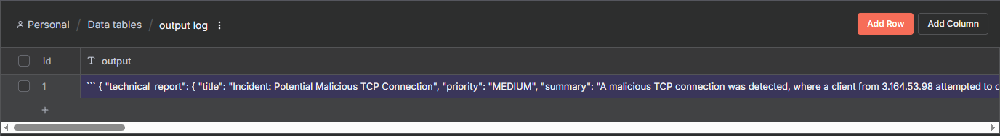 Personal / Data tables / output log
Add Row Add Column
id output
1 ``` { "technical_report": { "title": "Incident: Potential Malicious TCP Connection", "priority": "MEDIUM", "summary": "A malicious TCP connection was detected, where a client from 3.164.53.98 attempted to
+